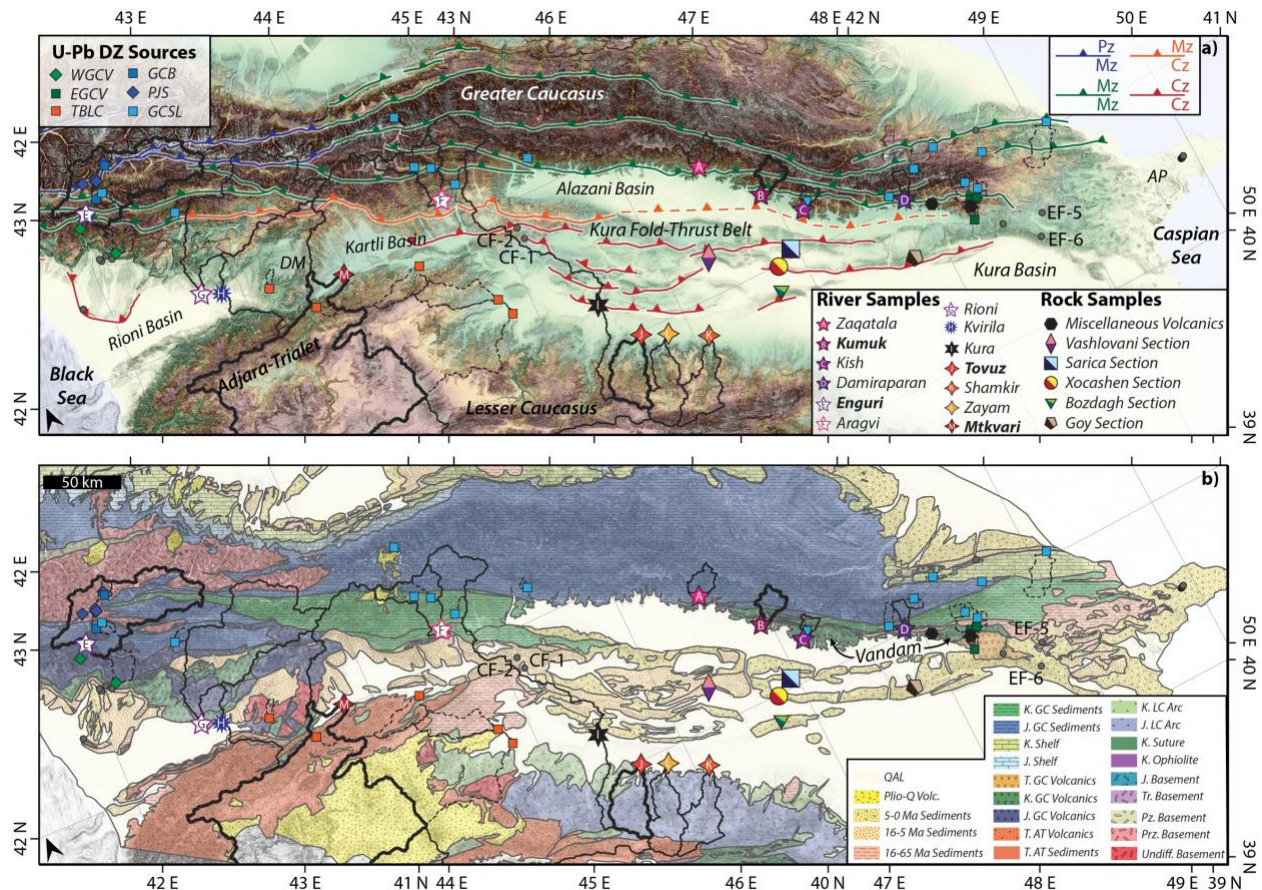 43 E
44 E
45 E
43 N
46 E
47 E
48 E
42 N
49 E
50 E
41 N
U-Pb DZ Sources
WGCV
GCB
EGCV
PJS
TBLC
GCSL
Pz
Mz
a)
Mz
Cz
Mz
Mz
Cz
Cz
Greater Caucasus
42 E
A
Alazani Basin
B
C
D
AP
E
F
43 N
50 E
40 N
EF-5
EF-6
Kura Fold-Thrust Belt
CF-2
CF-1
Kartli Basin
DM
M
Caspian
Sea
Kura Basin
G
H
I
Rioni Basin
Adjara-Trialet
J
K
Black
Sea
Lesser Caucasus
42 N
39 N
River Samples
Zaqatala
Kumuk
Kish
Damiraparan
Enguri
Aragvi
Rioni
Kvirila
Kura
Tovuz
Shamkir
Zayam
Mtkvari
Rock Samples
Miscellaneous Volcanics
Vashlovani Section
Sarica Section
Xocashen Section
Bozdagh Section
Goy Section
50 km
b)
42 E
A
B
C
D
E
F
EF-5
Vandam
43 N
50 E
40 N
CF-2
CF-1
EF-6
M
G
H
I
J
K
QAL
Plio-Q Volc.
5-0 Ma Sediments
16-5 Ma Sediments
16-65 Ma Sediments
K. GC Sediments
J. GC Sediments
K. Shelf
J. Shelf
T. GC Volcanics
K. GC Volcanics
J. GC Volcanics
T. AT Volcanics
T. AT Sediments
K. LC Arc
J. LC Arc
K. Suture
K. Ophiolite
J. Basement
Tr. Basement
Pz. Basement
Prz. Basement
Undiff. Basement
42 N
39 N
42 E
43 E
41 N
44 E
45 E
46 E
40 N
47 E
48 E
49 E
39 N